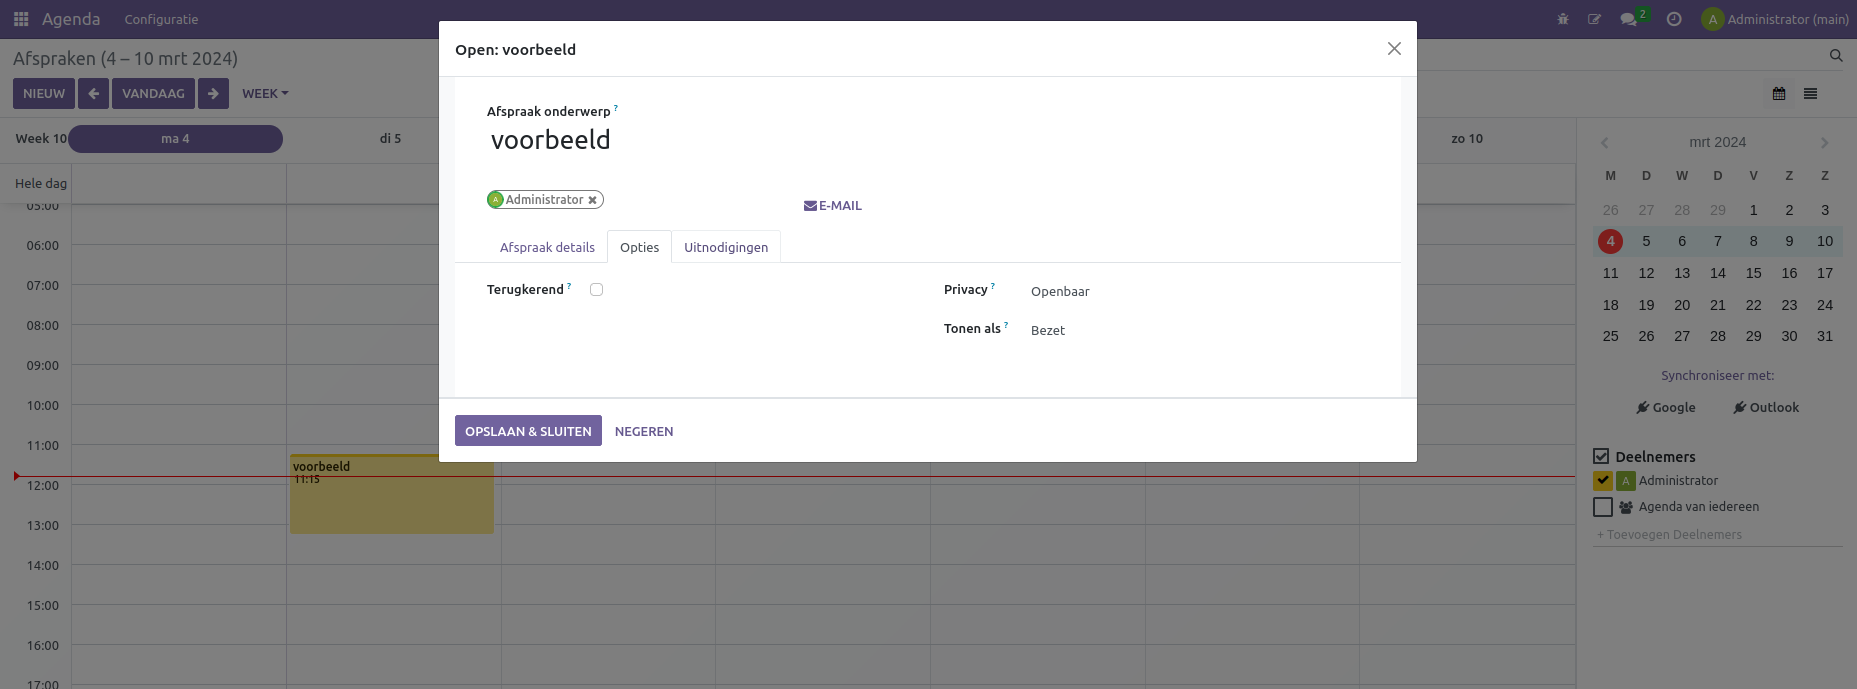 Agenda Configuratie 2 A Administrator (main)
Afspraken (4 – 10 mrt 2024)
NIEUW VANDAAG WEEK
Week 10 ma 4 di 5 zo 10
Hele dag
05:00
06:00
07:00
08:00
09:00
10:00
11:00
12:00
13:00
14:00
15:00
16:00
17:00
voorbeeld
11:15
Open: voorbeeld
Afspraak onderwerp ?
voorbeeld
A Administrator
E-MAIL
Afspraak details Opties Uitnodigingen
Terugkerend ?
Privacy ? Openbaar
Tonen als ? Bezet
OPSLAAN & SLUITEN NEGEREN
mrt 2024
M D W D V Z Z
26 27 28 29 1 2 3
4 5 6 7 8 9 10
11 12 13 14 15 16 17
18 19 20 21 22 23 24
25 26 27 28 29 30 31
Synchroniseer met:
Google Outlook
Deelnemers
A Administrator
Agenda van iedereen
+ Toevoegen Deelnemers